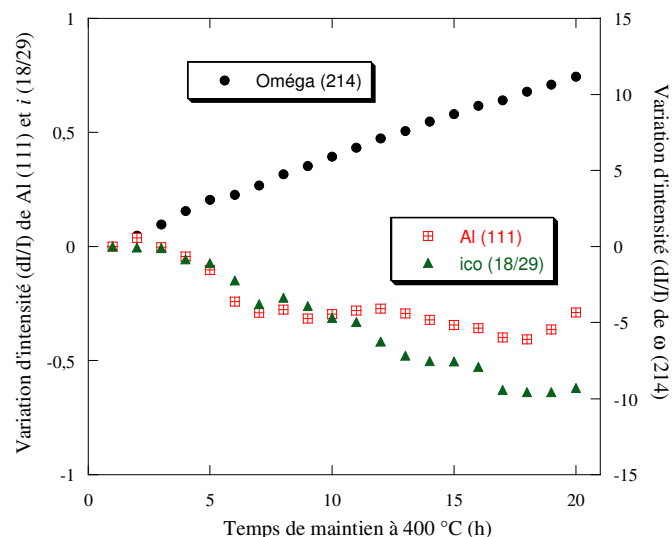 Variation d'intensité (dI/I) de Al (111) et i (18/29)
1
0,5
0
-0,5
-1
Oméga (214)
Al (111)
ico (18/29)
15
10
5
0
-5
-10
-15
Variation d'intensité (dI/I) de ω (214)
0
5
10
15
20
Temps de maintien à 400 °C (h)